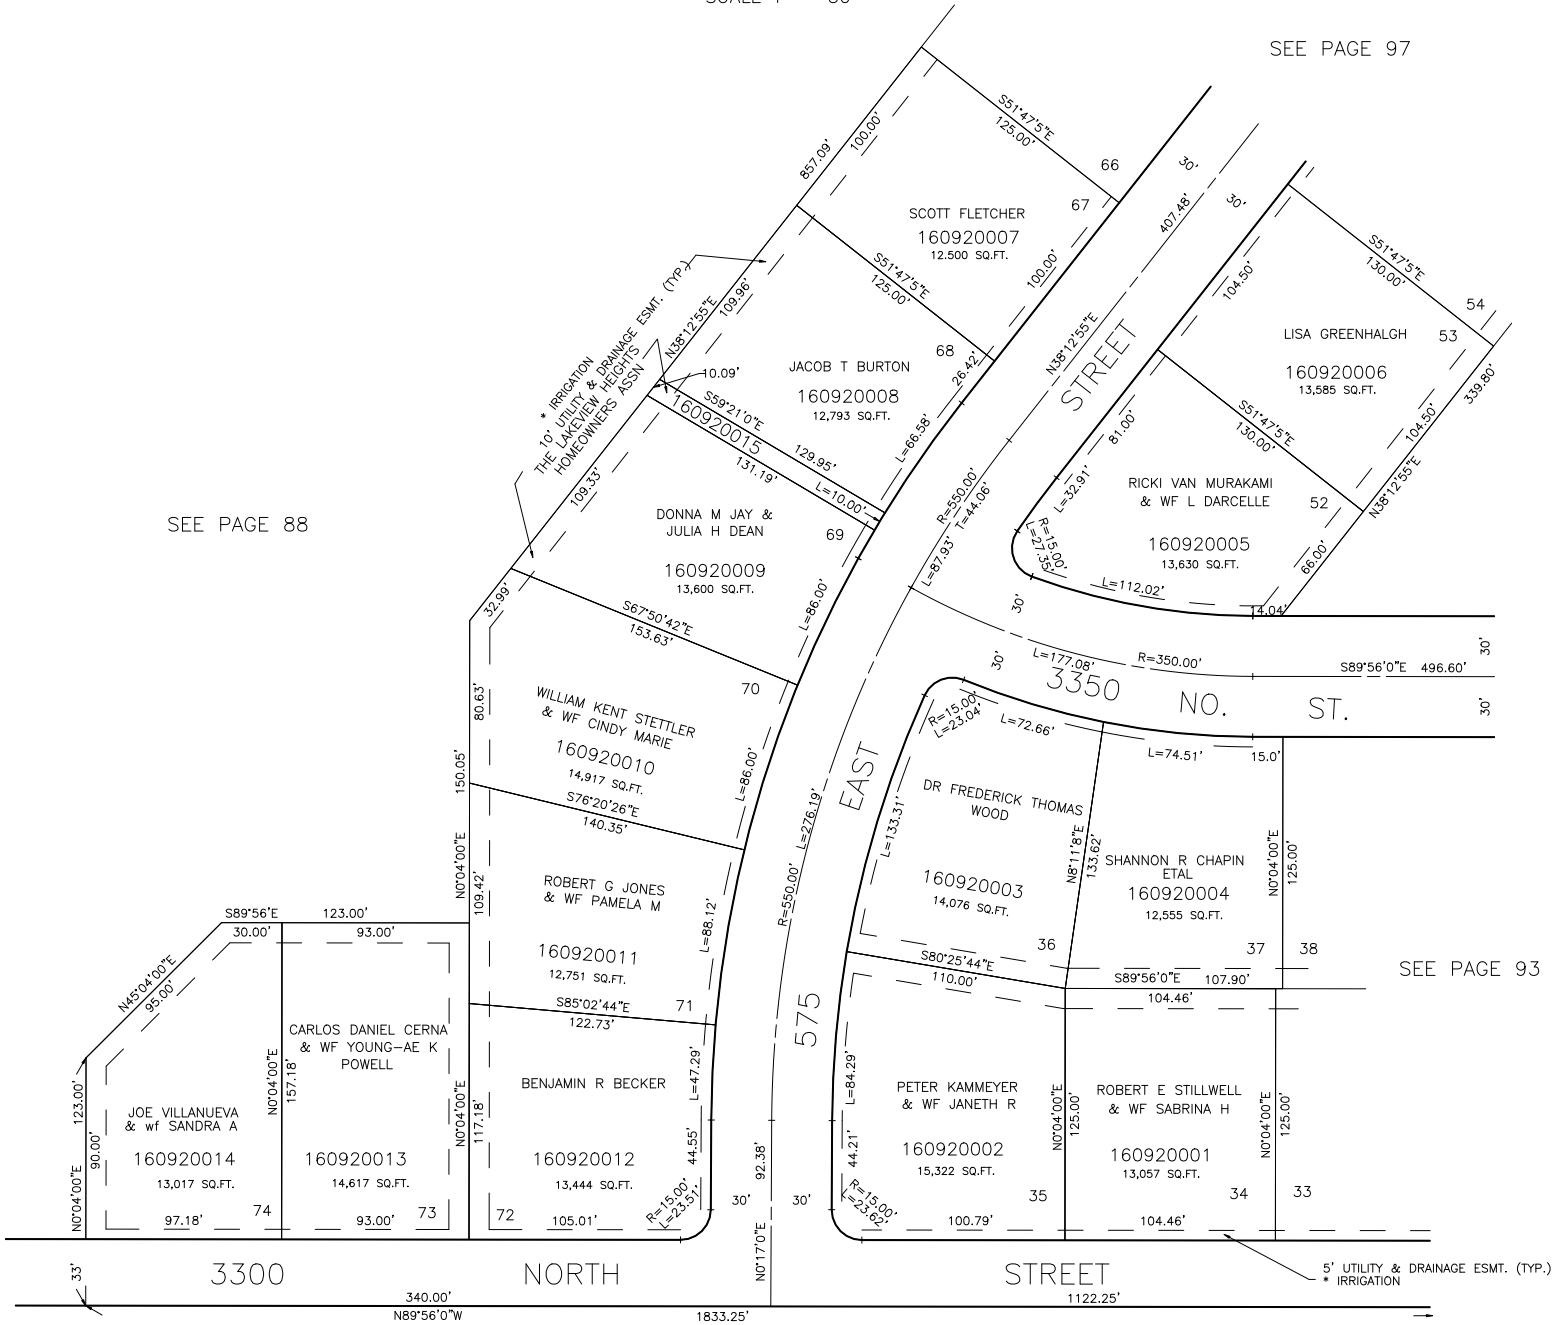 SEE PAGE 97
S51°47'5"E
125.00'
100.00'
857.09'
66
67
30'
30'
407.48'
SCOTT FLETCHER
160920007
12.500 SQ.FT.
100.00'
S51°47'5"E
125.00'
104.50'
S51°47'5"E
130.00'
54
53
LISA GREENHALGH
160920006
13,585 SQ.FT.
104.50'
339.80'
N38°12'55"E
* IRRIGATION
10' UTILITY & DRAINAGE ESMT. (TYP.)
THE LAKEVIEW HEIGHTS
HOMEOWNERS ASSN
N38°12'55"E
109.96'
10.09'
68
JACOB T BURTON
160920008
12,793 SQ.FT.
26.42'
L=66.58'
N38°12'55"E
STREET
S59°21'0"E
129.95'
160920015
131.19'
L=10.00'
S51°47'5"E
130.00'
81.00'
L=32.91'
R=15.00'
L=27.35'
RICKI VAN MURAKAMI
& WF L DARCELLE
52
160920005
13,630 SQ.FT.
66.00'
L=112.02'
14.04'
R=550.00'
T=44.06'
L=87.93'
SEE PAGE 88
109.33'
DONNA M JAY &
JULIA H DEAN
69
160920009
13,600 SQ.FT.
L=86.00'
32.99'
S67°50'42"E
153.63'
30'
30'
L=177.08'
R=350.00'
S89°56'0"E 496.60'
30'
30'
3350 NO. ST.
70
WILLIAM KENT STETTLER
& WF CINDY MARIE
160920010
14,917 SQ.FT.
80.63'
150.05'
L=86.00'
S76°20'26"E
140.35'
R=15.00'
L=23.04'
L=72.66'
L=74.51'
15.0'
EAST
L=276.19'
R=550.00'
L=133.31'
DR FREDERICK THOMAS
WOOD
160920003
14,076 SQ.FT.
36
N8°11'8"E
133.62'
SHANNON R CHAPIN
ETAL
160920004
12,555 SQ.FT.
N0°04'00"E
125.00'
37
38
N0°04'00"E
109.42'
ROBERT G JONES
& WF PAMELA M
160920011
12,751 SQ.FT.
L=88.12'
71
S85°02'44"E
122.73'
S89°56'E 123.00'
30.00'
93.00'
N45°04'00"E
95.00'
S80°25'44"E
110.00'
S89°56'0"E 107.90'
104.46'
SEE PAGE 93
575
CARLOS DANIEL CERNA
& WF YOUNG-AE K
POWELL
N0°04'00"E
157.18'
N0°04'00"E
117.18'
BENJAMIN R BECKER
L=47.29'
L=84.29'
PETER KAMMEYER
& WF JANETH R
N0°04'00"E
125.00'
ROBERT E STILLWELL
& WF SABRINA H
N0°04'00"E
125.00'
123.00'
90.00'
N0°04'00"E
JOE VILLANUEVA
& wf SANDRA A
160920014
13,017 SQ.FT.
160920013
14,617 SQ.FT.
160920012
13,444 SQ.FT.
44.55'
92.38'
44.21'
160920002
15,322 SQ.FT.
160920001
13,057 SQ.FT.
97.18'
74
93.00'
73
72
105.01'
R=15.00'
L=23.51'
30'
30'
R=15.00'
L=23.62'
35
100.79'
104.46'
34
33
N0°17'0"E
33'
3300 NORTH STREET
5' UTILITY & DRAINAGE ESMT. (TYP.)
* IRRIGATION
340.00'
1122.25'
N89°56'0"W
1833.25'